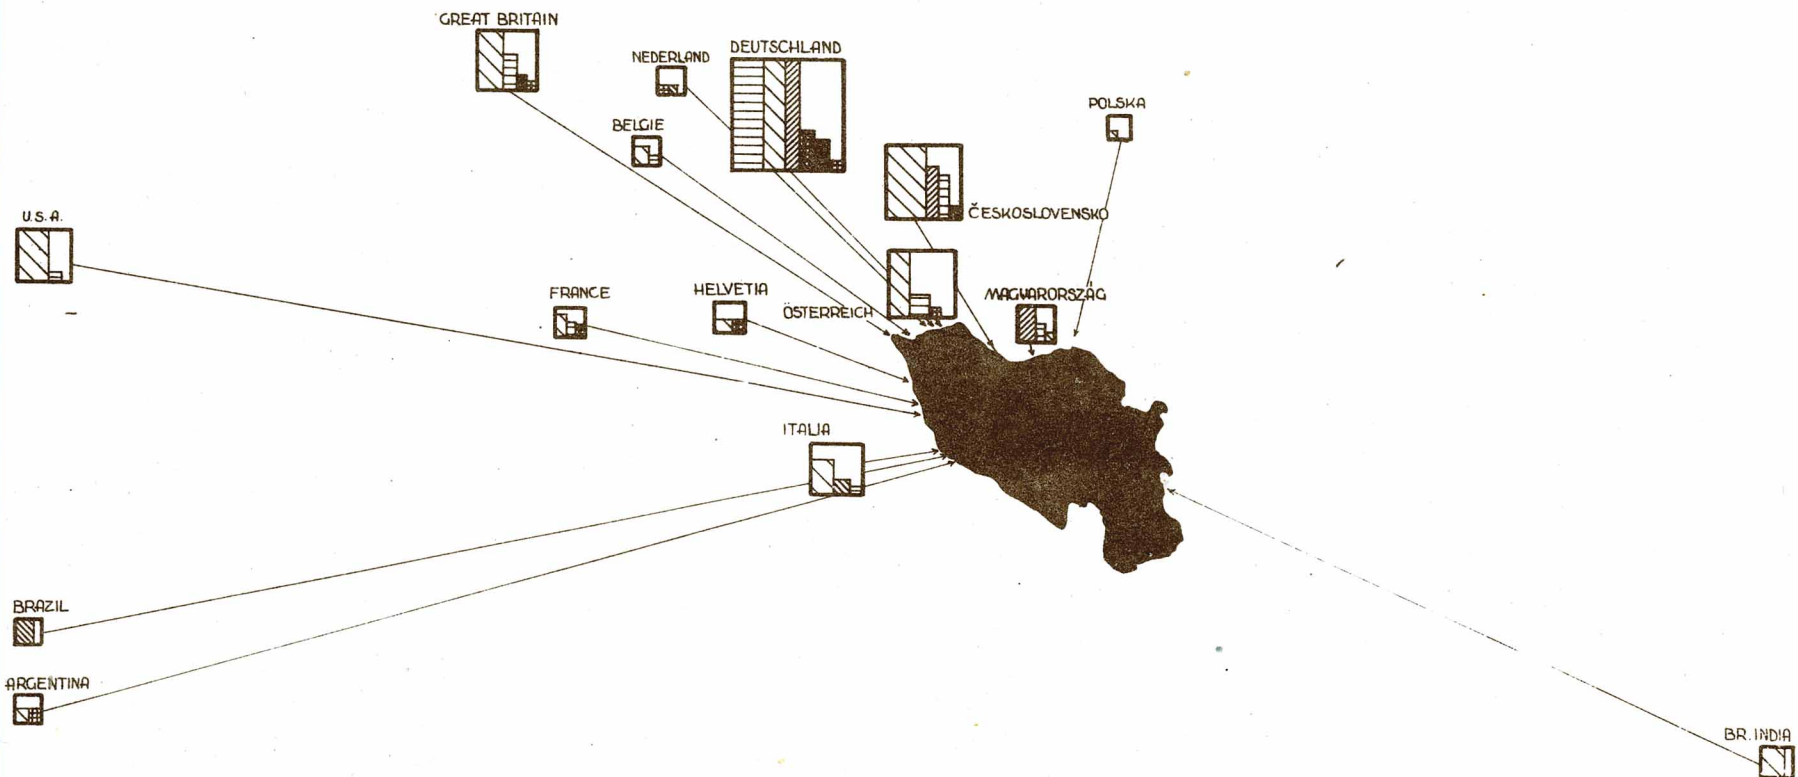 GREAT BRITAIN
NEDERLAND
DEUTSCHLAND
POLSKA
BELGIE
ČESKOSLOVENSKO
U.S.A.
FRANCE
HELVETIA
ÖSTERREICH
MAGYARORSZÁG
ITALIA
BRAZIL
ARGENTINA
BR. INDIA